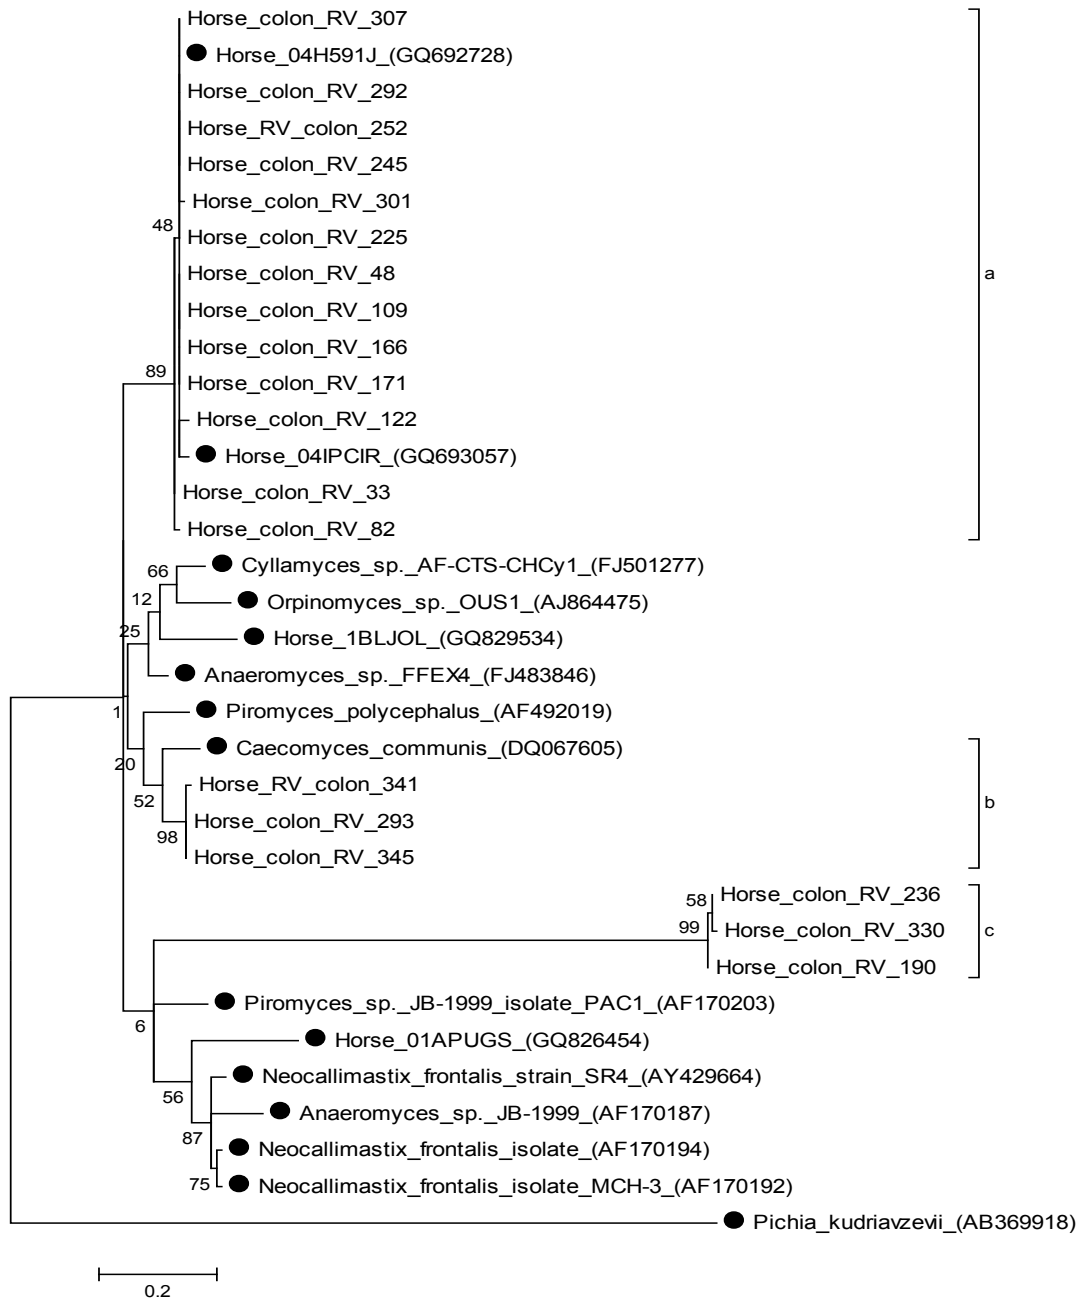 Horse_colon_RV_307
Horse_04H591J_(GQ692728)
Horse_colon_RV_292
Horse_RV_colon_252
Horse_colon_RV_245
Horse_colon_RV_301
48
Horse_colon_RV_225
Horse_colon_RV_48
a
Horse_colon_RV_109
Horse_colon_RV_166
89
Horse_colon_RV_171
Horse_colon_RV_122
Horse_04IPCIR_(GQ693057)
Horse_colon_RV_33
Horse_colon_RV_82
66
Cyllamyces_sp._AF-CTS-CHCy1_(FJ501277)
12
Orpinomyces_sp._OUS1_(AJ864475)
25
Horse_1BLJOL_(GQ829534)
Anaeromyces_sp._FFEX4_(FJ483846)
1
Piromyces_polycephalus_(AF492019)
Caecomyces_communis_(DQ067605)
20
Horse_RV_colon_341
52
b
Horse_colon_RV_293
98
Horse_colon_RV_345
58
Horse_colon_RV_236
99
Horse_colon_RV_330
c
Horse_colon_RV_190
Piromyces_sp._JB-1999_isolate_PAC1_(AF170203)
6
Horse_01APUGS_(GQ826454)
Neocallimastix_frontalis_strain_SR4_(AY429664)
56
Anaeromyces_sp._JB-1999_(AF170187)
87
Neocallimastix_frontalis_isolate_(AF170194)
75
Neocallimastix_frontalis_isolate_MCH-3_(AF170192)
Pichia_kudriavzevii_(AB369918)
0.2